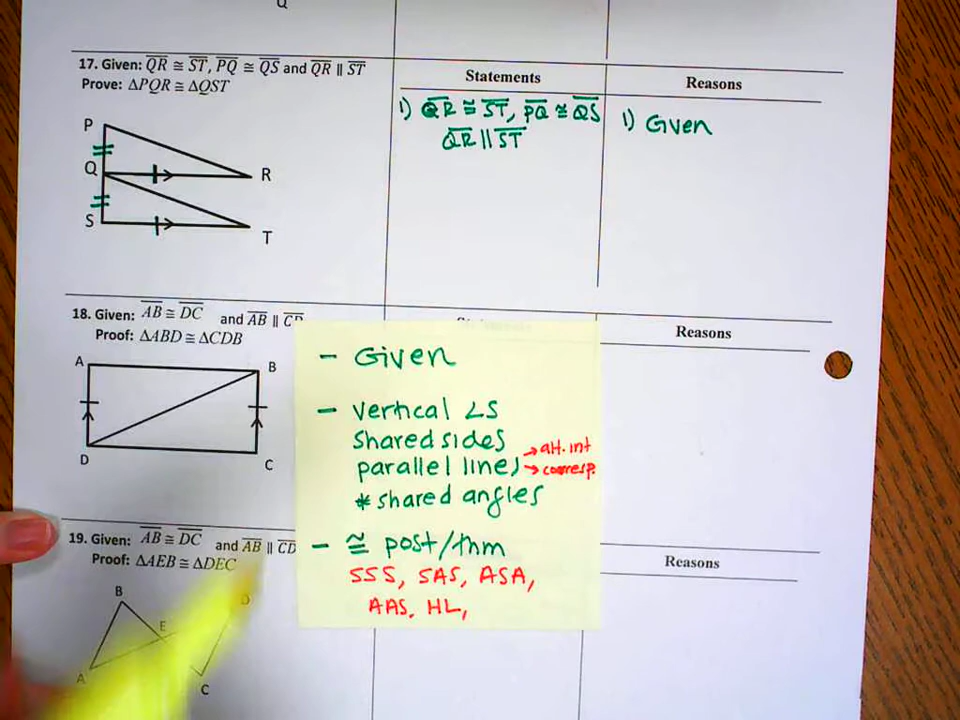 Q
17. Given: QR ≅ ST, PQ ≅ QS and QR ∥ ST
Prove: ΔPQR ≅ ΔQST
Statements
Reasons
1) QR ≅ ST, PQ ≅ QS
QR ∥ ST
1) Given
P
Q
R
S
T
18. Given: AB ≅ DC and AB ∥ CD
Proof: ΔABD ≅ ΔCDB
Reasons
A
B
D
C
- Given
- vertical ∠s
shared sides
parallel lines
→ alt. int
→ corresp.
* shared angles
- ≅ post/thm
SSS, SAS, ASA,
AAS, HL,
19. Given: AB ≅ DC and AB ∥ CD
Proof: ΔAEB ≅ ΔDEC
Reasons
B
D
E
A
C